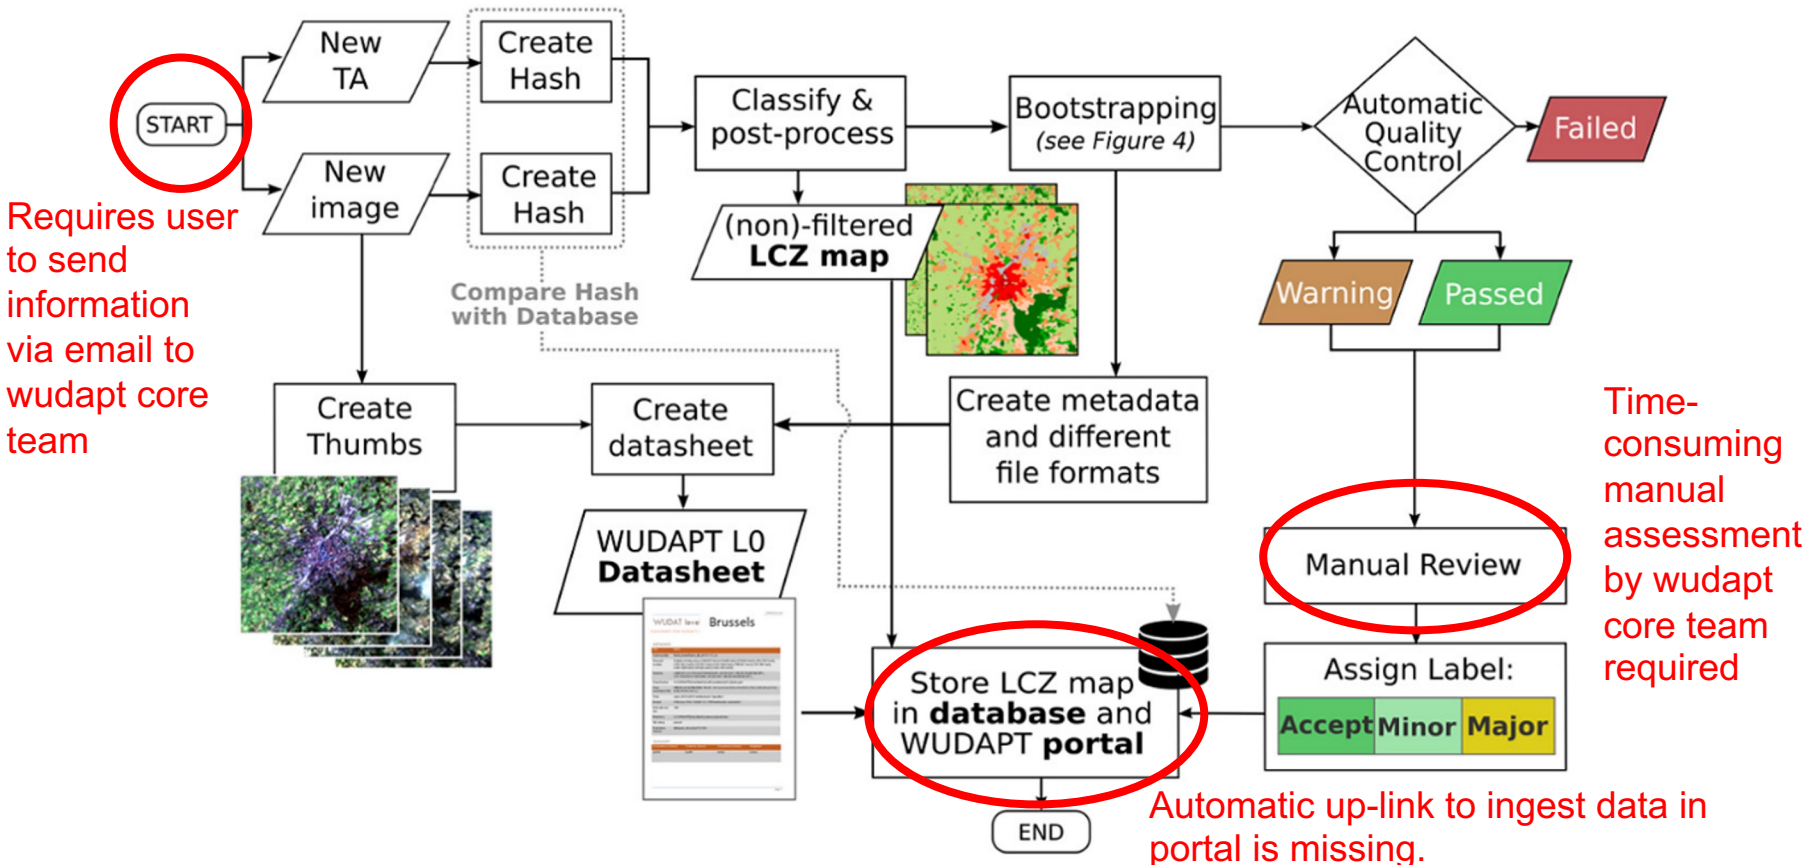 START
New
TA
Create
Hash
New
image
Create
Hash
Compare Hash
with Database
Classify &
post-process
(non)-filtered
LCZ map
Bootstrapping
(see Figure 4)
Automatic
Quality
Control
Failed
Warning
Passed
Requires user
to send
information
via email to
wudapt core
team
Create
Thumbs
Create
datasheet
Create metadata
and different
file formats
WUDAPT L0
Datasheet
WUDAT level
Brussels
Manual Review
Time-
consuming
manual
assessment
by wudapt
core team
required
Assign Label:
Accept Minor Major
Store LCZ map
in database and
WUDAPT portal
END
Automatic up-link to ingest data in
portal is missing.